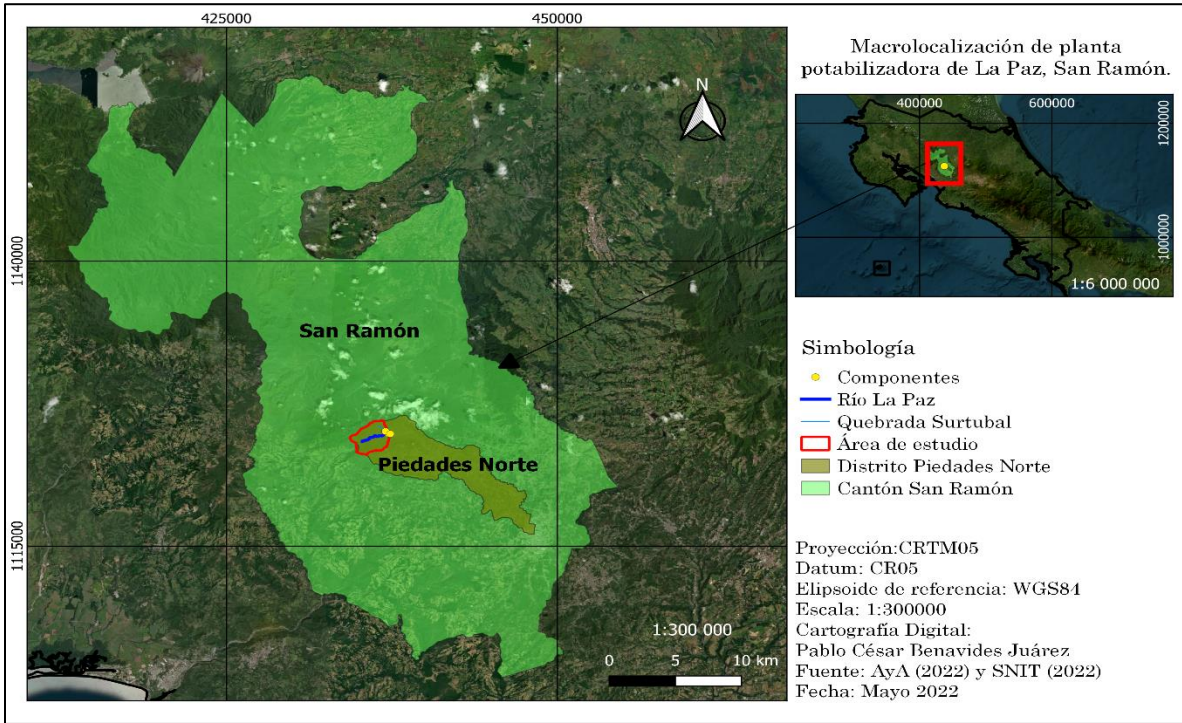 425000
450000
1140000
1115000
N
San Ramón
Piedades Norte
1:300 000
0 5 10 km
Macrolocalización de planta
potabilizadora de La Paz, San Ramón.
400000
600000
1200000
1000000
1:6 000 000
Simbología
Componentes
Río La Paz
Quebrada Surtubal
Área de estudio
Distrito Piedades Norte
Cantón San Ramón
Proyección:CRTM05
Datum: CR05
Elipsoide de referencia: WGS84
Escala: 1:300000
Cartografía Digital:
Pablo César Benavides Juárez
Fuente: AyA (2022) y SNIT (2022)
Fecha: Mayo 2022